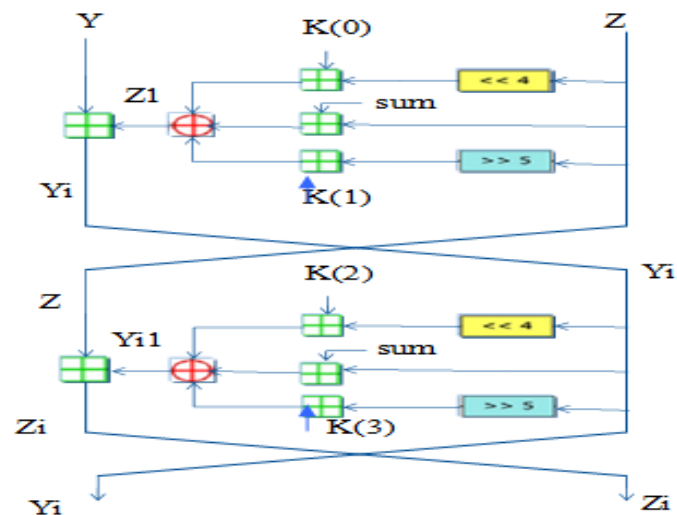 Y
Z
K(0)
<< 4
Z1
sum
>> 5
Yi
K(1)
K(2)
Yi
Z
<< 4
Yi1
sum
>> 5
Zi
K(3)
Yi
Zi